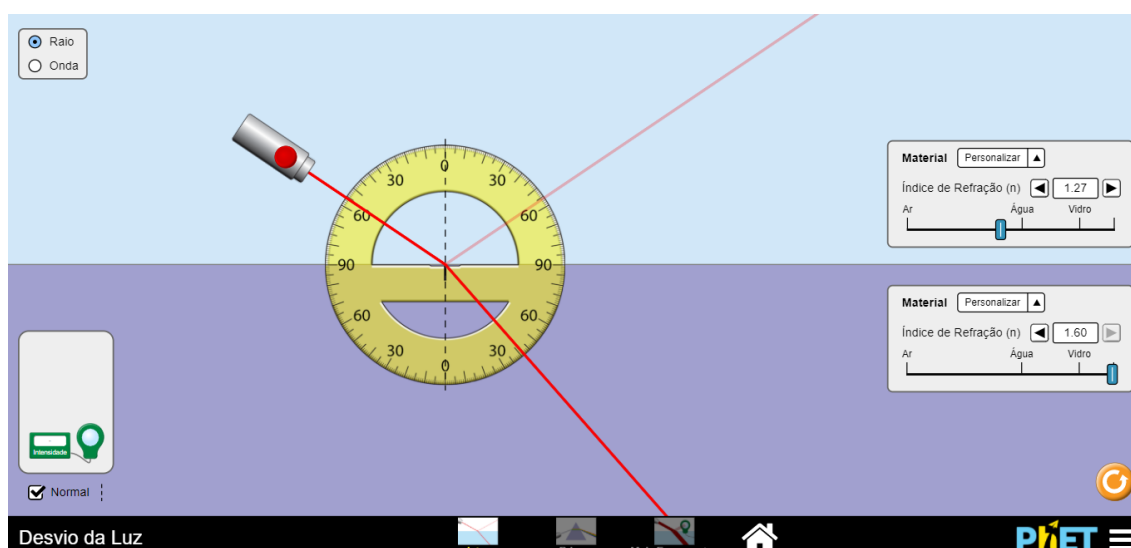 Raio
Onda
0
30 30
60 60
90 90
60 60
30 30
0
Material Personalizar
Índice de Refração (n) 1.27
Ar Água Vidro
Material Personalizar
Índice de Refração (n) 1.60
Ar Água Vidro
Intensidade
Normal
Desvio da Luz
PhET